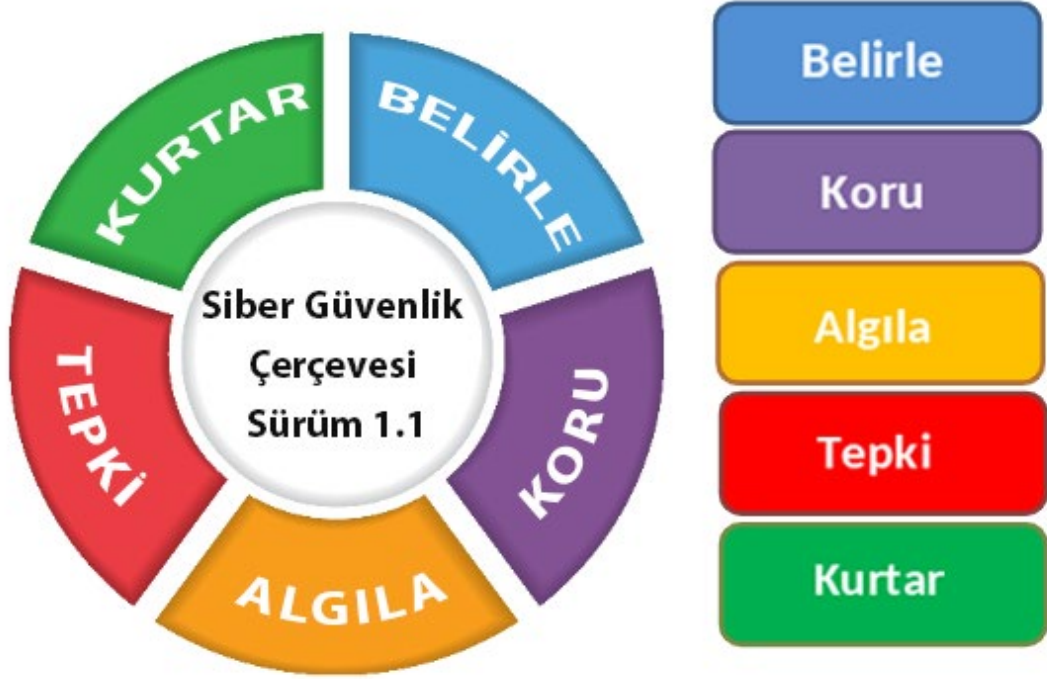 KURTAR
BELİRLE
KORU
ALGILA
TEPKİ
Siber Güvenlik
Çerçevesi
Sürüm 1.1
Belirle
Koru
Algıla
Tepki
Kurtar